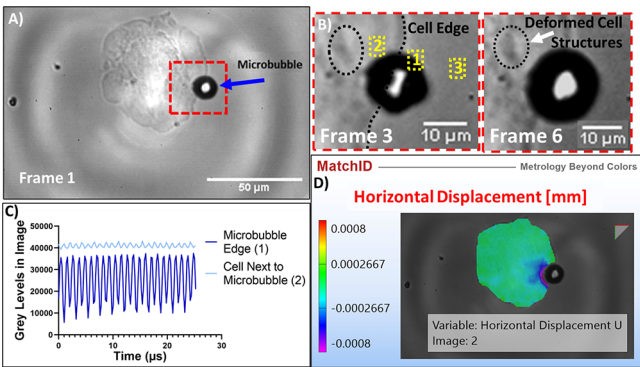 A)
Microbubble
Frame 1
50 µm
B)
Cell Edge
2
1
3
Frame 3
10 µm
Deformed Cell
Structures
Frame 6
10 µm
C)
Grey Levels in Image
50000
40000
30000
20000
10000
0
0
10
20
30
Time (µs)
Microbubble
Edge (1)
Cell Next to
Microbubble (2)
MatchID
Metrology Beyond Colors
D)
Horizontal Displacement [mm]
0.0008
0.0002667
-0.0002667
-0.0008
Variable: Horizontal Displacement U
Image: 2